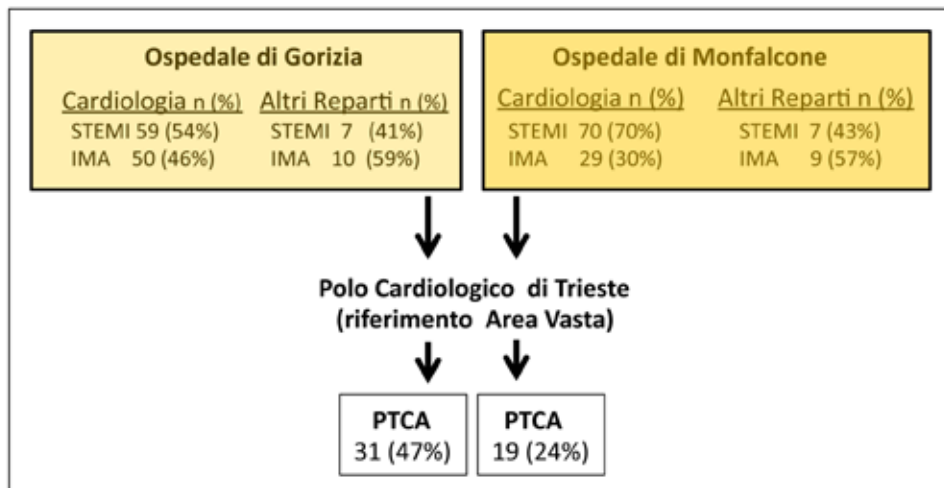 Ospedale di Gorizia
Cardiologia n (%) Altri Reparti n (%)
STEMI 59 (54%) STEMI 7 (41%)
IMA 50 (46%) IMA 10 (59%)
Ospedale di Monfalcone
Cardiologia n (%) Altri Reparti n (%)
STEMI 70 (70%) STEMI 7 (43%)
IMA 29 (30%) IMA 9 (57%)
Polo Cardiologico di Trieste
(riferimento Area Vasta)
PTCA
31 (47%)
PTCA
19 (24%)